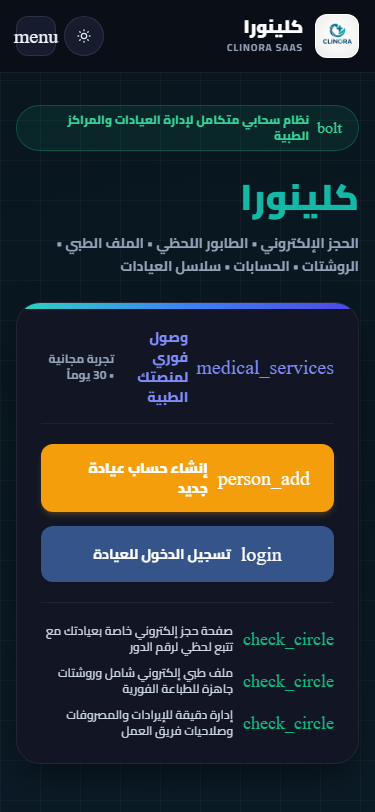 كلينورا
CLINORA SAAS
CLINORA
menu
bolt نظام سحابي متكامل لإدارة العيادات والمراكز
الطبية
كلينورا
الحجز الإلكتروني • الطابور اللحظي • الملف الطبي •
الروشتات • الحسابات • سلاسل العيادات
medical_services
وصول
فوري
لمنصتك
الطبية
تجربة مجانية
• 30 يوماً
person_add إنشاء حساب عيادة
جديد
login تسجيل الدخول للعيادة
check_circle صفحة حجز إلكتروني خاصة بعيادتك مع
تتبع لحظي لرقم الدور
check_circle ملف طبي إلكتروني شامل وروشتات
جاهزة للطباعة الفورية
check_circle إدارة دقيقة للإيرادات والمصروفات
وصلاحيات فريق العمل